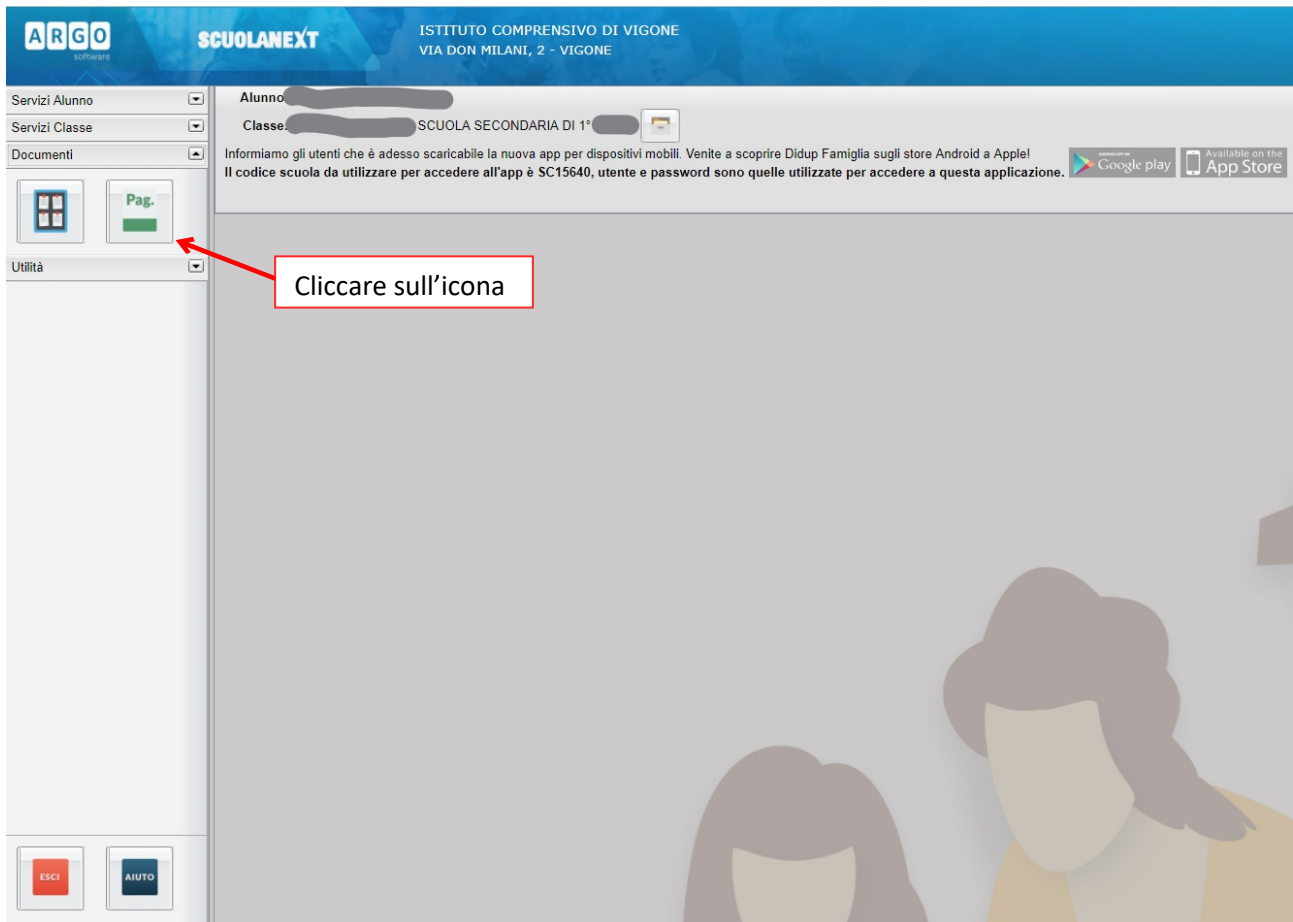 ARGO
software
SCUOLANEXT
ISTITUTO COMPRENSIVO DI VIGONE
VIA DON MILANI, 2 - VIGONE
Servizi Alunno
Servizi Classe
Documenti
Pag.
Utilità
Alunno
Classe: SCUOLA SECONDARIA DI 1°
Informiamo gli utenti che è adesso scaricabile la nuova app per dispositivi mobili. Venite a scoprire Didup Famiglia sugli store Android a Apple!
Il codice scuola da utilizzare per accedere all'app è SC15640, utente e password sono quelle utilizzate per accedere a questa applicazione.
Google play
Available on the
App Store
Cliccare sull’icona
ESCI
AIUTO